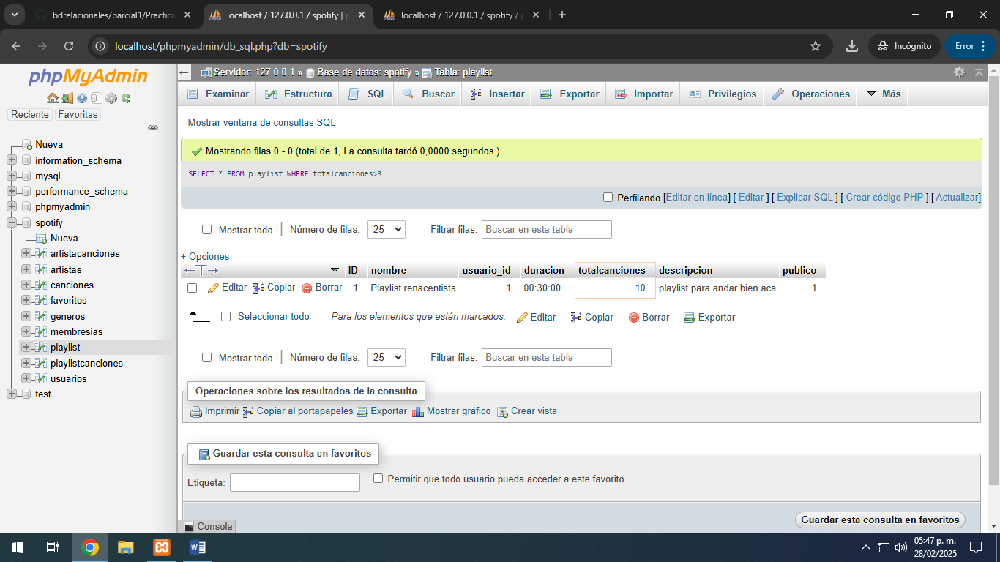 bdrelacionales/parcial1/Practica
localhost / 127.0.0.1 / spotify | p
localhost / 127.0.0.1 / spotify / p
localhost/phpmyadmin/db_sql.php?db=spotify
Incógnito
Error
phpMyAdmin
Reciente Favoritas
Nueva
information_schema
mysql
performance_schema
phpmyadmin
spotify
Nueva
artistacanciones
artistas
canciones
favoritos
generos
membresias
playlist
playlistcanciones
usuarios
test
Servidor: 127.0.0.1 » Base de datos: spotify » Tabla: playlist
Examinar Estructura SQL Buscar Insertar Exportar Importar Privilegios Operaciones Más
Mostrar ventana de consultas SQL
Mostrando filas 0 - 0 (total de 1, La consulta tardó 0,0000 segundos.)
SELECT * FROM playlist WHERE totalcanciones>3
Perfilando [Editar en línea] [ Editar ] [ Explicar SQL ] [ Crear código PHP ] [ Actualizar]
Mostrar todo Número de filas: 25 Filtrar filas: Buscar en esta tabla
+ Opciones
ID nombre usuario_id duracion totalcanciones descripcion publico
Editar Copiar Borrar 1 Playlist renacentista 1 00:30:00 10 playlist para andar bien aca 1
Seleccionar todo Para los elementos que están marcados: Editar Copiar Borrar Exportar
Mostrar todo Número de filas: 25 Filtrar filas: Buscar en esta tabla
Operaciones sobre los resultados de la consulta
Imprimir Copiar al portapapeles Exportar Mostrar gráfico Crear vista
Guardar esta consulta en favoritos
Etiqueta: Permitir que todo usuario pueda acceder a este favorito
Guardar esta consulta en favoritos
Consola
05:47 p. m.
28/02/2025